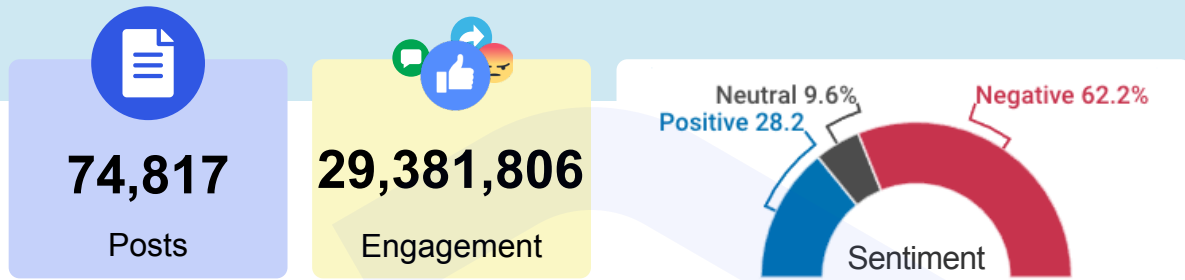 74,817
Posts
29,381,806
Engagement
Neutral 9.6%
Positive 28.2
Negative 62.2%
Sentiment